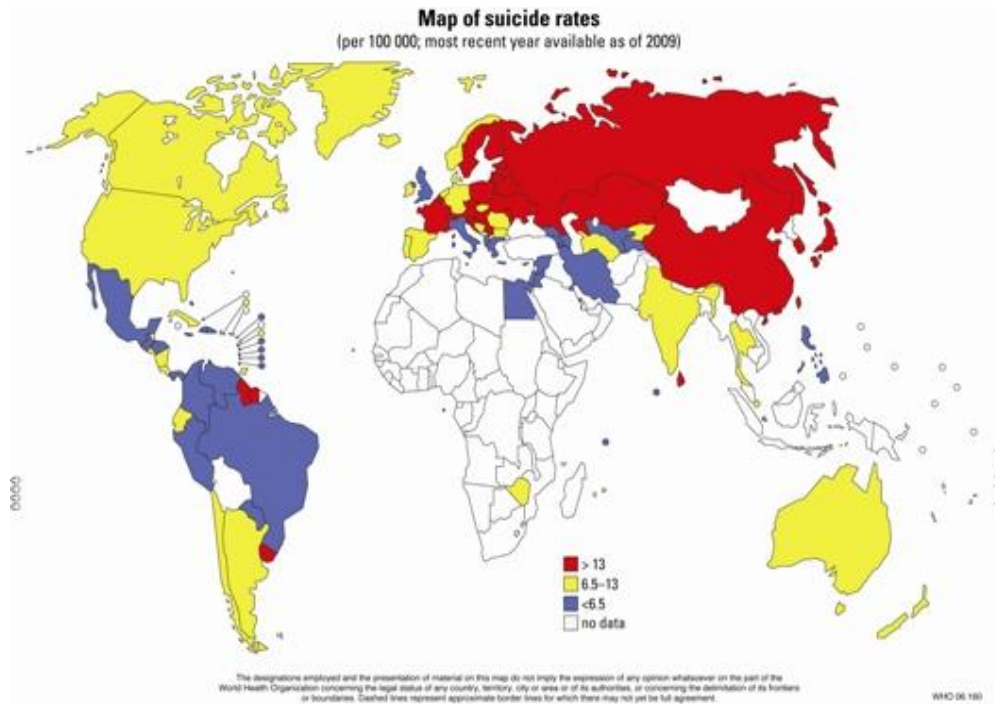 Map of suicide rates
(per 100 000; most recent year available as of 2009)
> 13
6.5–13
<6.5
no data
The designations employed and the presentation of material on this map do not imply the expression of any opinion whatsoever on the part of the
World Health Organization concerning the legal status of any country, territory, city or area or of its authorities, or concerning the delimitation of its frontiers
or boundaries. Dashed lines represent approximate border lines for which there may not yet be full agreement.